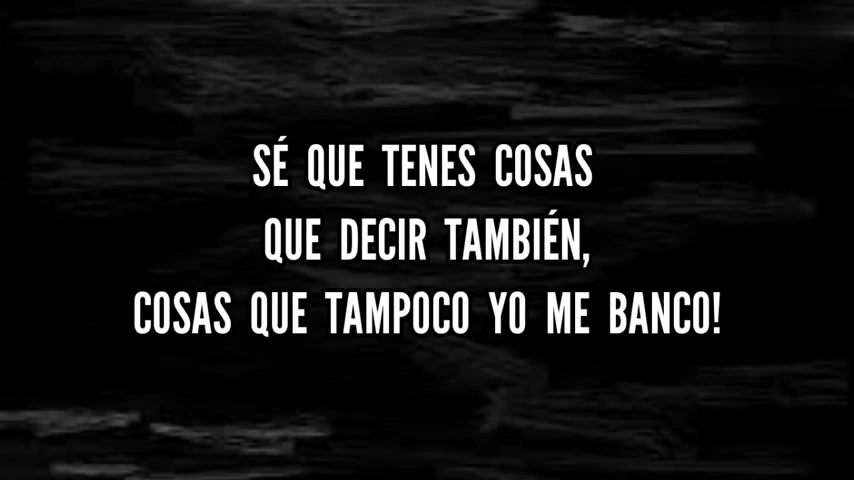 SÉ QUE TENES COSAS
QUE DECIR TAMBIÉN,
COSAS QUE TAMPOCO YO ME BANCO!